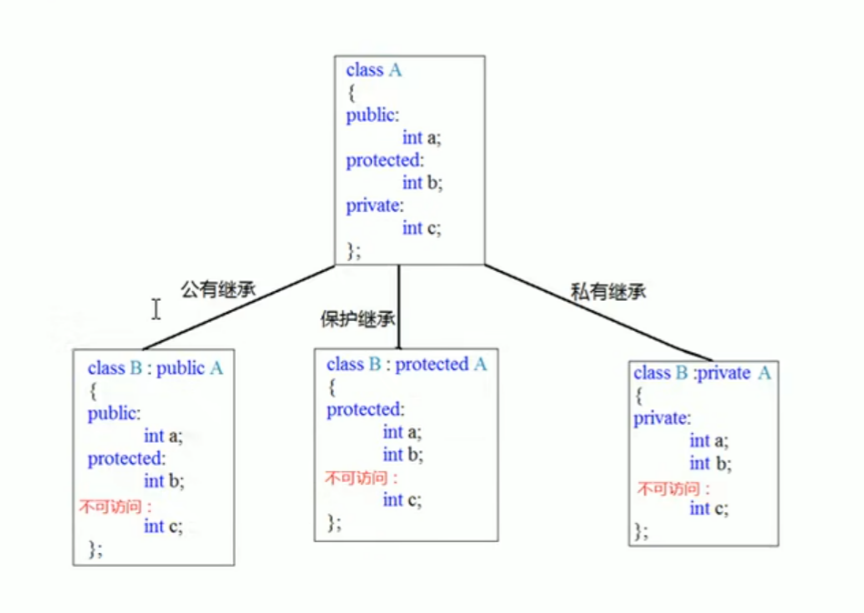 class A
{
public:
int a;
protected:
int b;
private:
int c;
};
公有继承
保护继承
私有继承
class B : public A
{
public:
int a;
protected:
int b;
不可访问：
int c;
};
class B : protected A
{
protected:
int a;
int b;
不可访问：
int c;
};
class B :private A
{
private:
int a;
int b;
不可访问：
int c;
};